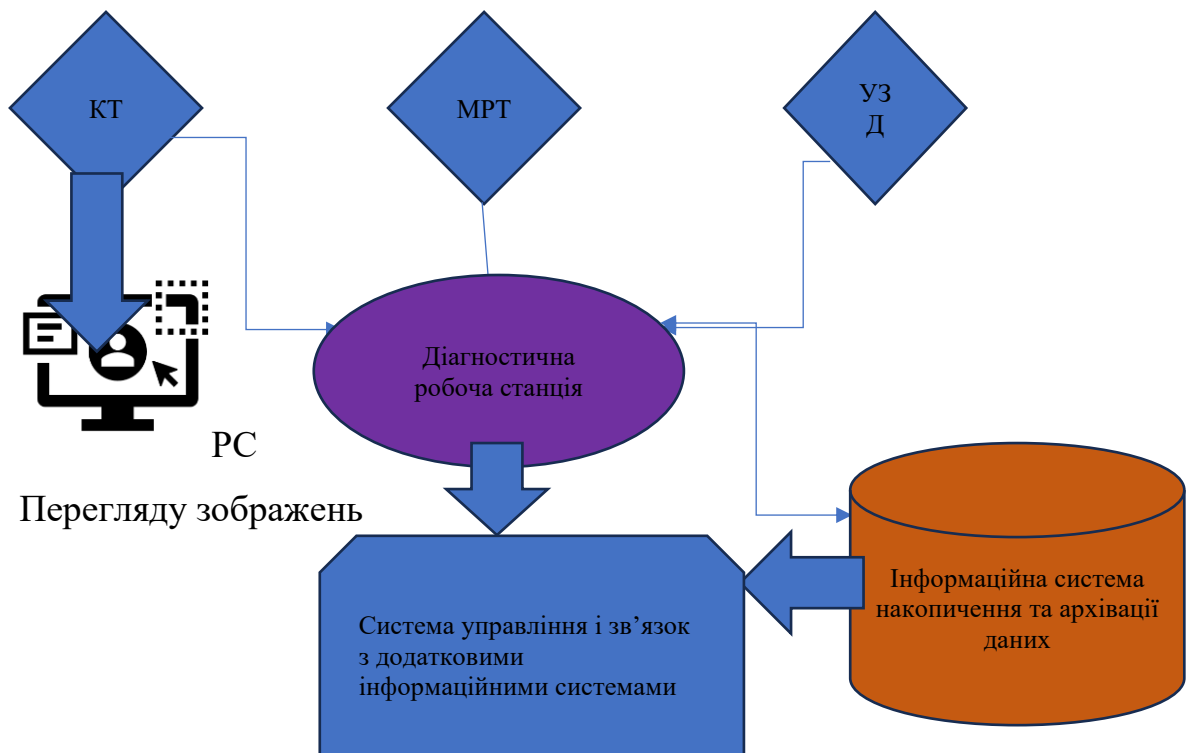 КТ
МРТ
УЗ
Д
Діагностична
робоча станція
РС
Перегляду зображень
Інформаційна система
накопичення та архівації
даних
Система управління і зв’язок
з додатковими
інформаційними системами